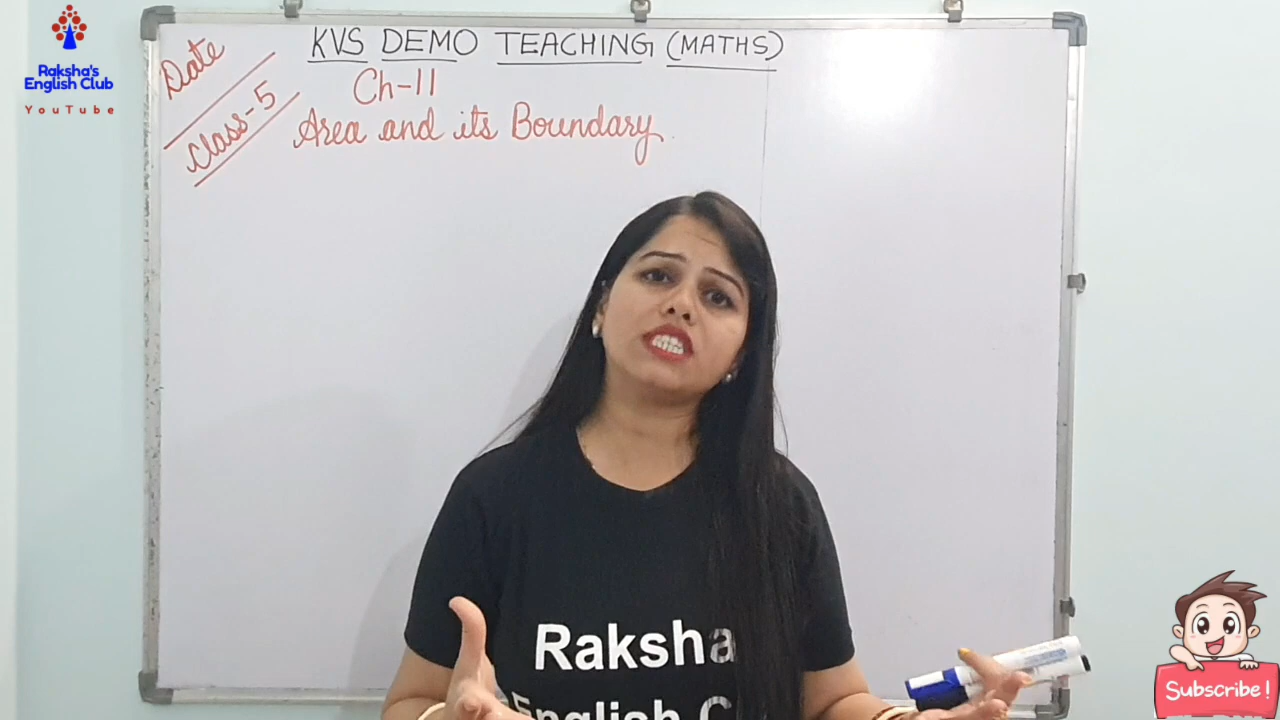 Raksha's
English Club
YouTube
Date
Class-5
KVS DEMO TEACHING (MATHS)
Ch-11
Area and its Boundary.
Raksha
English C
Subscribe!